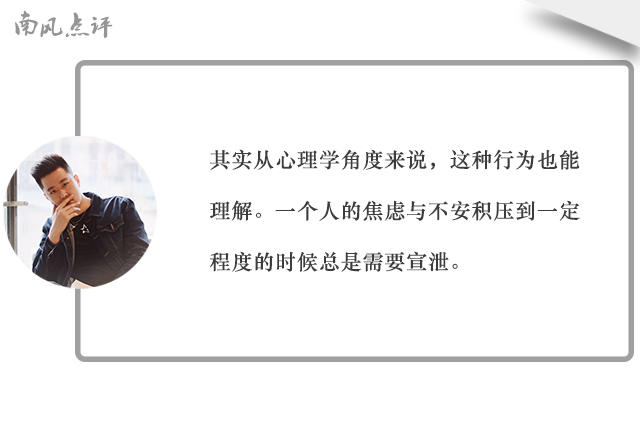 南风点评
其实从心理学角度来说，这种行为也能
理解。一个人的焦虑与不安积压到一定
程度的时候总是需要宣泄。